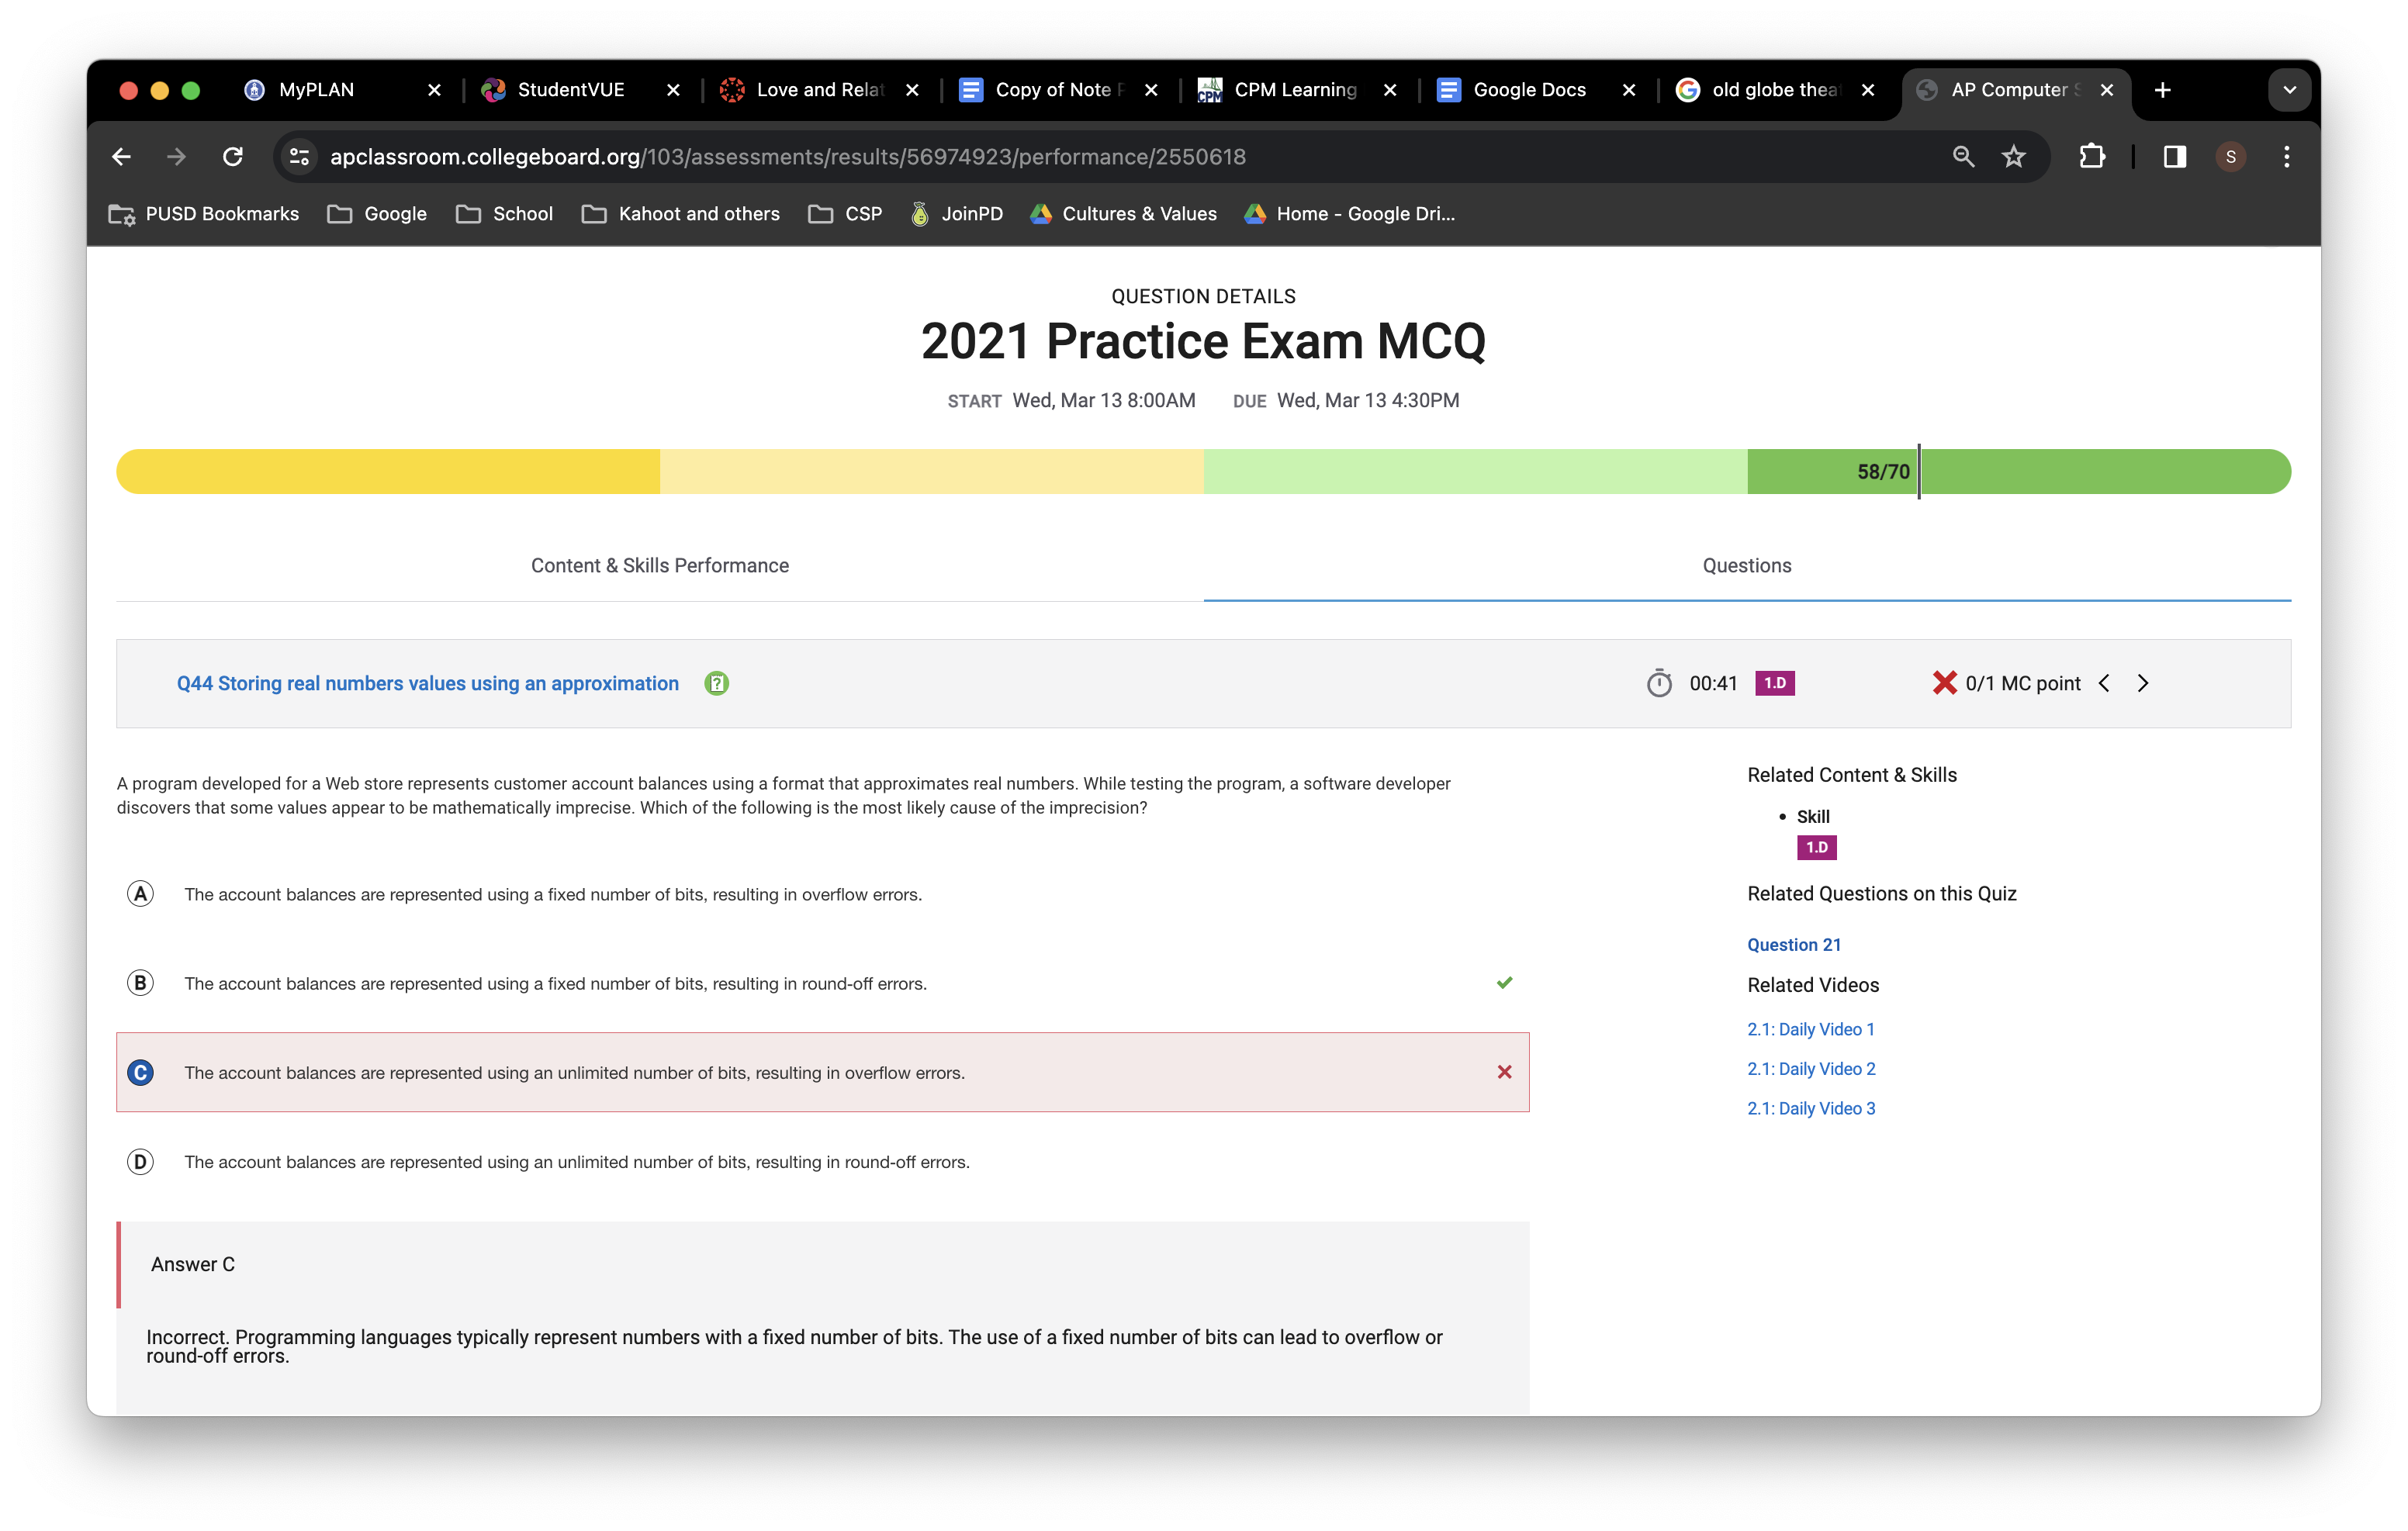 MyPLAN
StudentVUE
Love and Relat
Copy of Note P
CPM Learning
Google Docs
old globe thea
AP Computer S
apclassroom.collegeboard.org/103/assessments/results/56974923/performance/2550618
S
PUSD Bookmarks
Google
School
Kahoot and others
CSP
JoinPD
Cultures & Values
Home - Google Dri...
QUESTION DETAILS
2021 Practice Exam MCQ
START Wed, Mar 13 8:00AM DUE Wed, Mar 13 4:30PM
58/70
Content & Skills Performance
Questions
Q44 Storing real numbers values using an approximation
00:41 1.D
0/1 MC point
A program developed for a Web store represents customer account balances using a format that approximates real numbers. While testing the program, a software developer
discovers that some values appear to be mathematically imprecise. Which of the following is the most likely cause of the imprecision?
A The account balances are represented using a fixed number of bits, resulting in overflow errors.
B The account balances are represented using a fixed number of bits, resulting in round-off errors.
C The account balances are represented using an unlimited number of bits, resulting in overflow errors.
D The account balances are represented using an unlimited number of bits, resulting in round-off errors.
Answer C
Incorrect. Programming languages typically represent numbers with a fixed number of bits. The use of a fixed number of bits can lead to overflow or
round-off errors.
Related Content & Skills
• Skill
1.D
Related Questions on this Quiz
Question 21
Related Videos
2.1: Daily Video 1
2.1: Daily Video 2
2.1: Daily Video 3